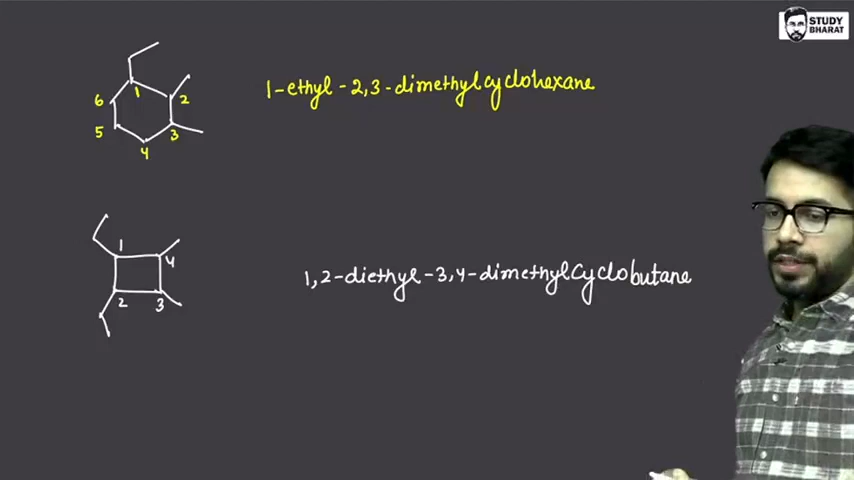 STUDY
BHARAT
1-ethyl-2,3-dimethylcyclohexane
1
2
3
4
5
6
1,2-diethyl-3,4-dimethylcyclobutane
1
4
2
3